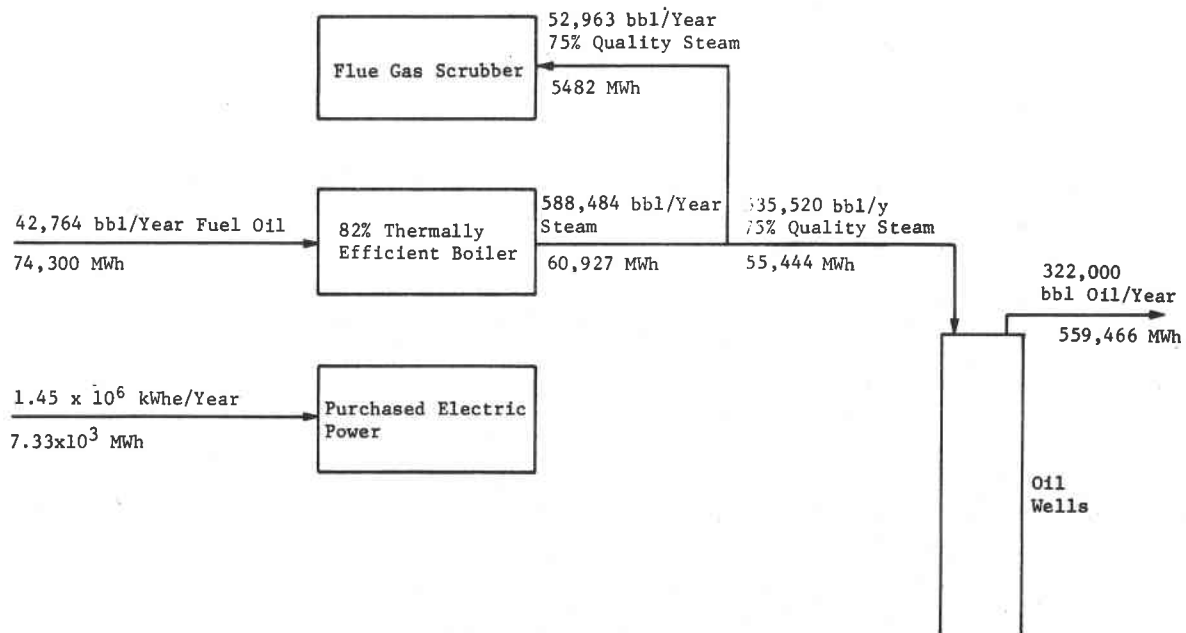 52,963 bbl/Year
75% Quality Steam
Flue Gas Scrubber
5482 MWh
42,764 bbl/Year Fuel Oil
74,300 MWh
82% Thermally
Efficient Boiler
588,484 bbl/Year
Steam
60,927 MWh
535,520 bbl/y
75% Quality Steam
55,444 MWh
322,000
bbl Oil/Year
559,466 MWh
1.45 x 10⁶ kWhe/Year
7.33x10³ MWh
Purchased Electric
Power
Oil
Wells